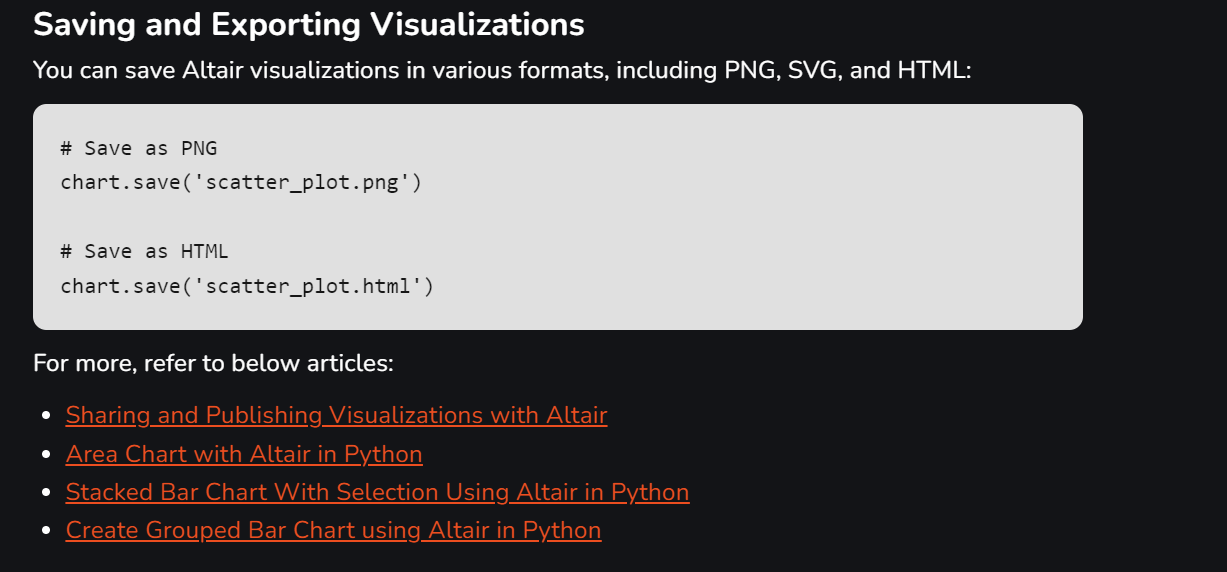 Saving and Exporting Visualizations
You can save Altair visualizations in various formats, including PNG, SVG, and HTML:
# Save as PNG
chart.save('scatter_plot.png')
# Save as HTML
chart.save('scatter_plot.html')
For more, refer to below articles:
Sharing and Publishing Visualizations with Altair
Area Chart with Altair in Python
Stacked Bar Chart With Selection Using Altair in Python
Create Grouped Bar Chart using Altair in Python